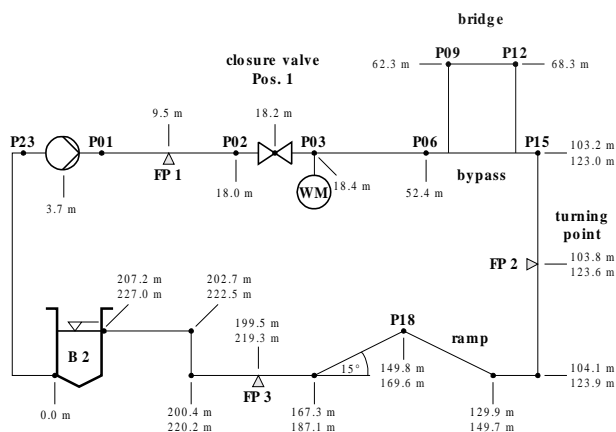 bridge
P09 P12
62.3 m 68.3 m
closure valve
Pos. 1
9.5 m 18.2 m
P23 P01 P02 P03 P06 P15
103.2 m
123.0 m
FP 1 WM 18.4 m bypass
3.7 m 18.0 m 52.4 m
turning
point
FP 2 103.8 m
123.6 m
207.2 m
227.0 m
202.7 m
222.5 m
199.5 m
219.3 m
P18 ramp
B 2
15°
149.8 m
169.6 m
104.1 m
123.9 m
FP 3
0.0 m
200.4 m
220.2 m
167.3 m
187.1 m
129.9 m
149.7 m